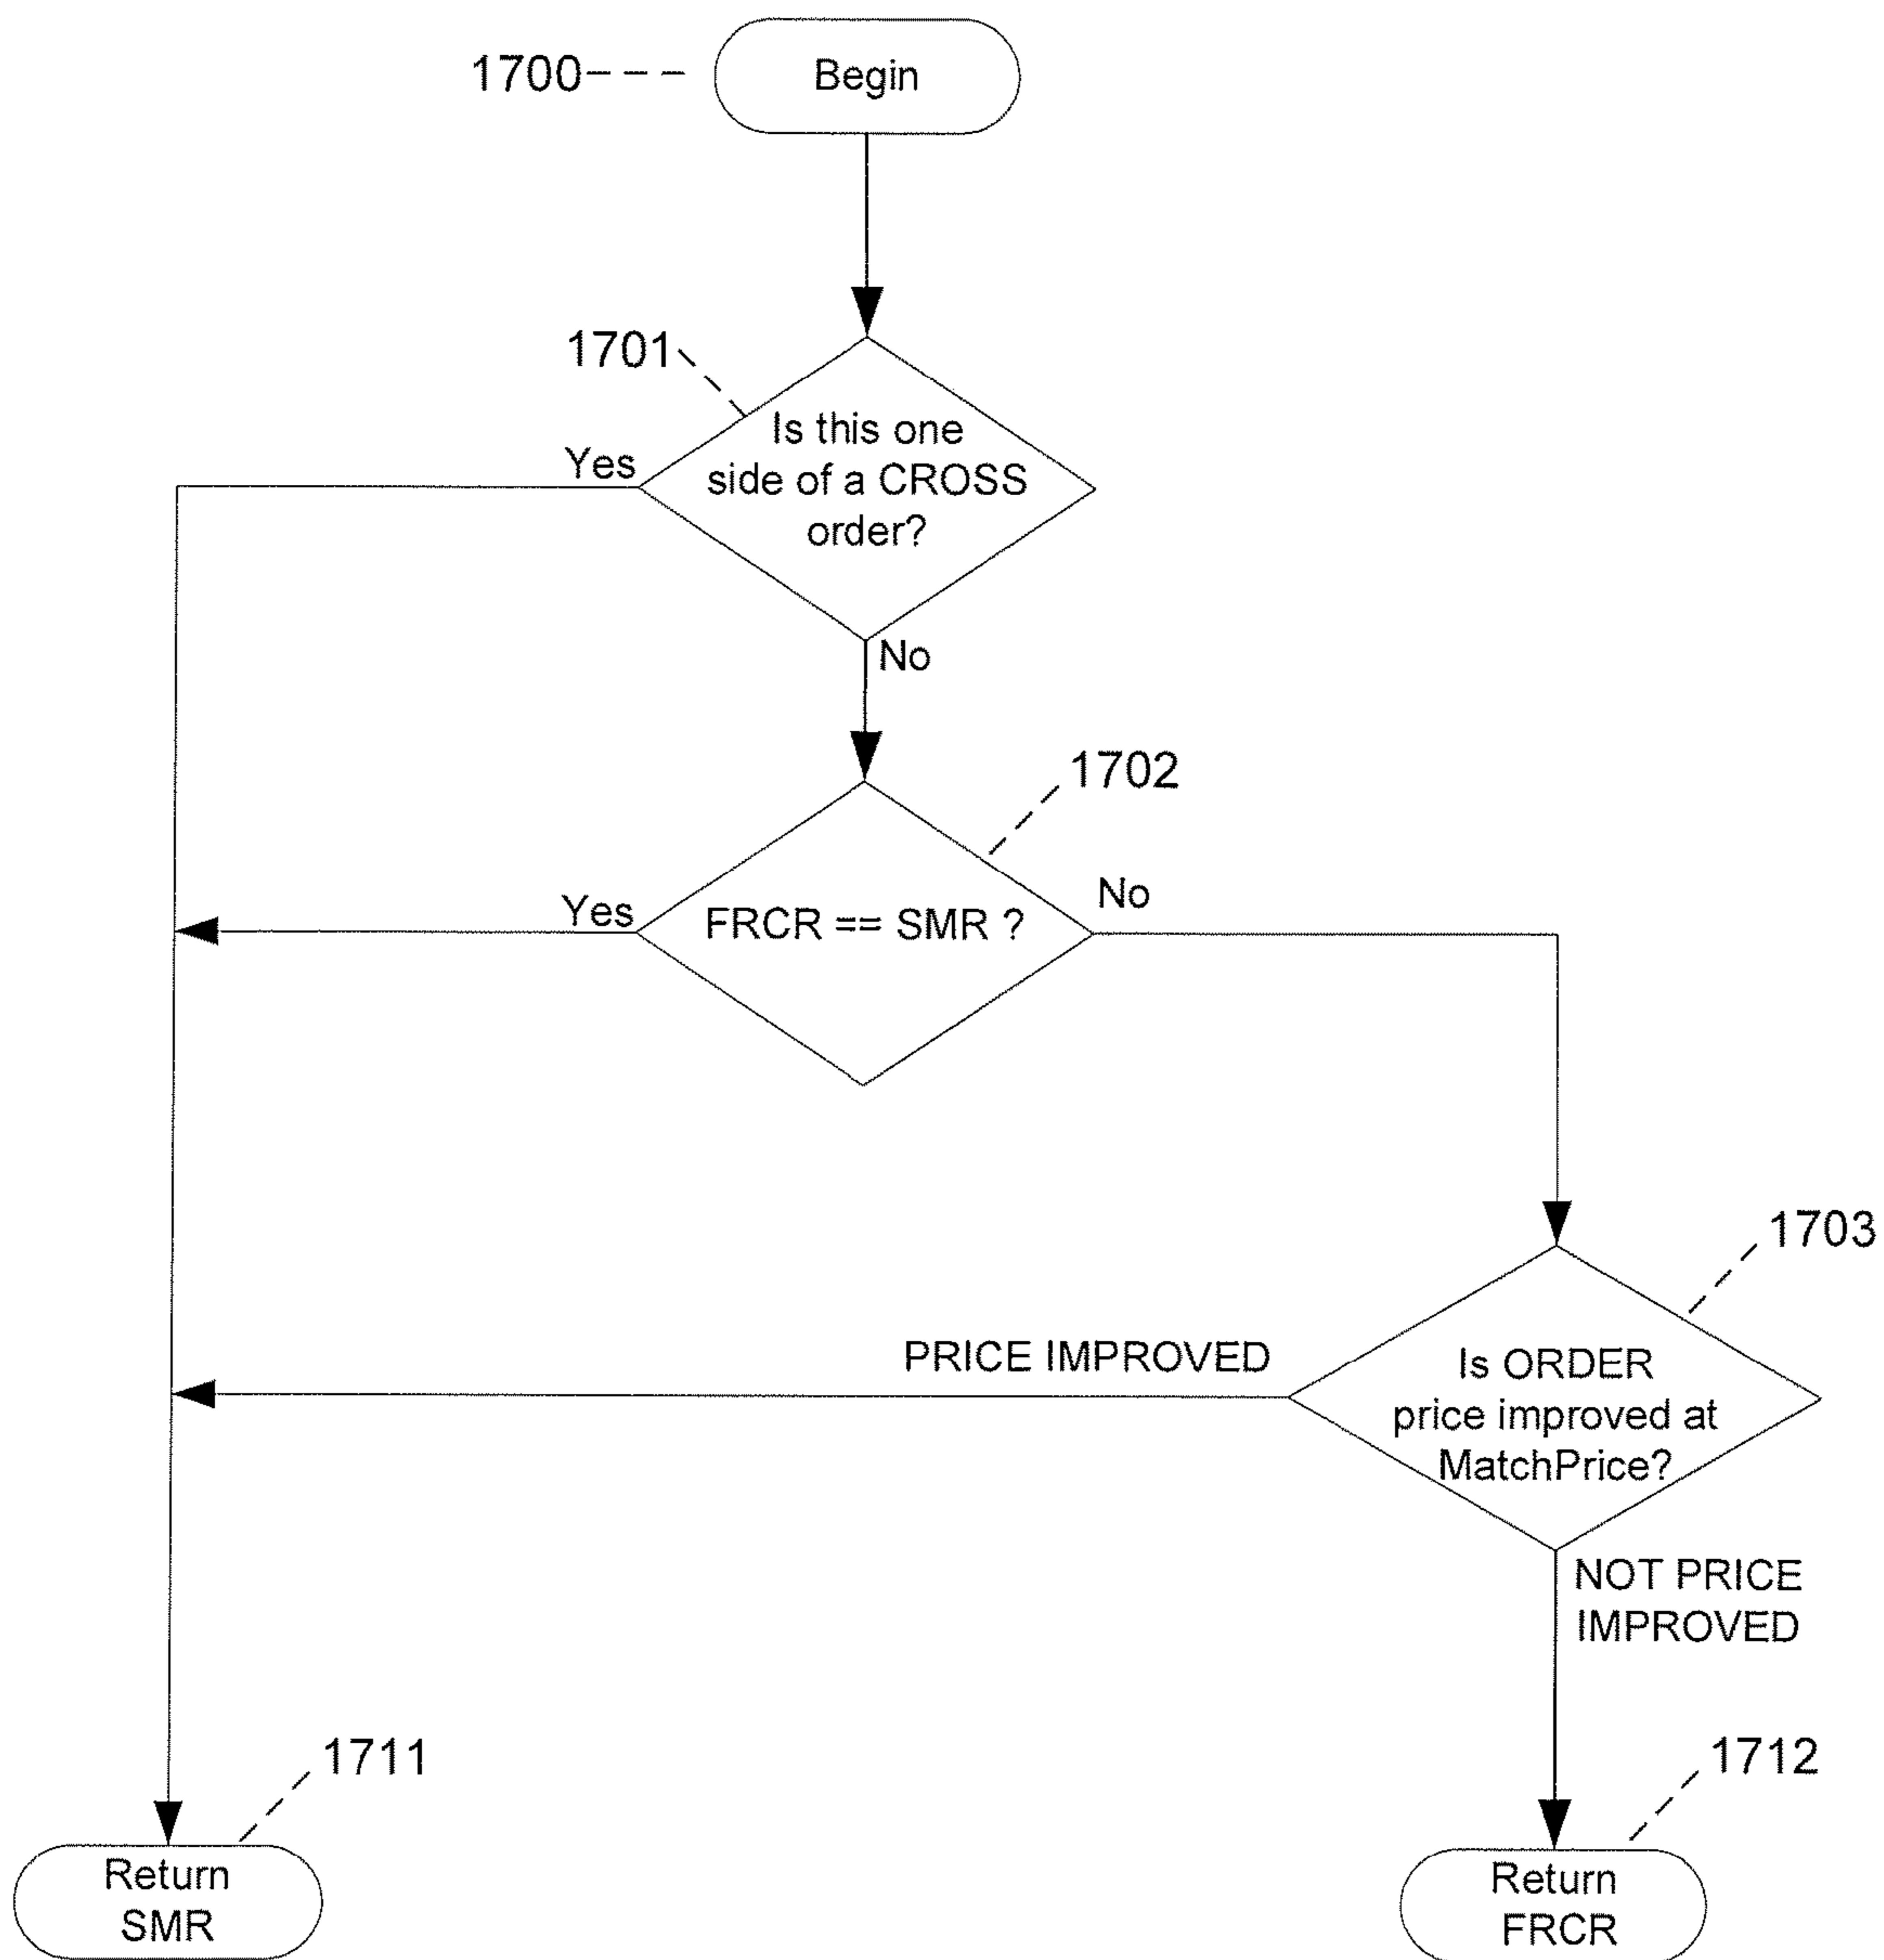 1700
Begin
1701
Is this one
side of a CROSS
order?
Yes
No
1702
FRCR == SMR ?
Yes
No
1703
Is ORDER
price improved at
MatchPrice?
PRICE IMPROVED
NOT PRICE
IMPROVED
1711
Return
SMR
1712
Return
FRCR